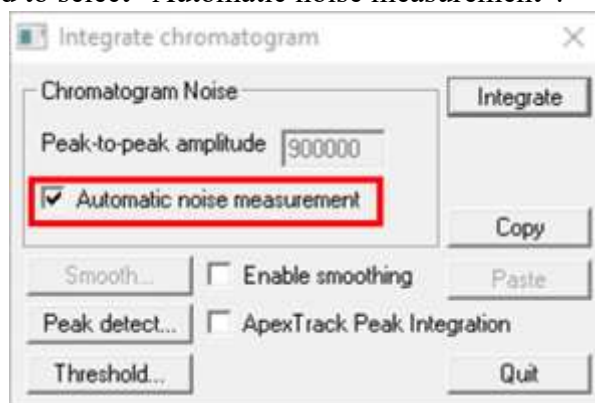 to select "Automatic noise measurement".
Integrate chromatogram
Chromatogram Noise
Integrate
Peak-to-peak amplitude 900000
Automatic noise measurement
Copy
Smooth... Enable smoothing Paste
Peak detect... ApexTrack Peak Integration
Threshold... Quit